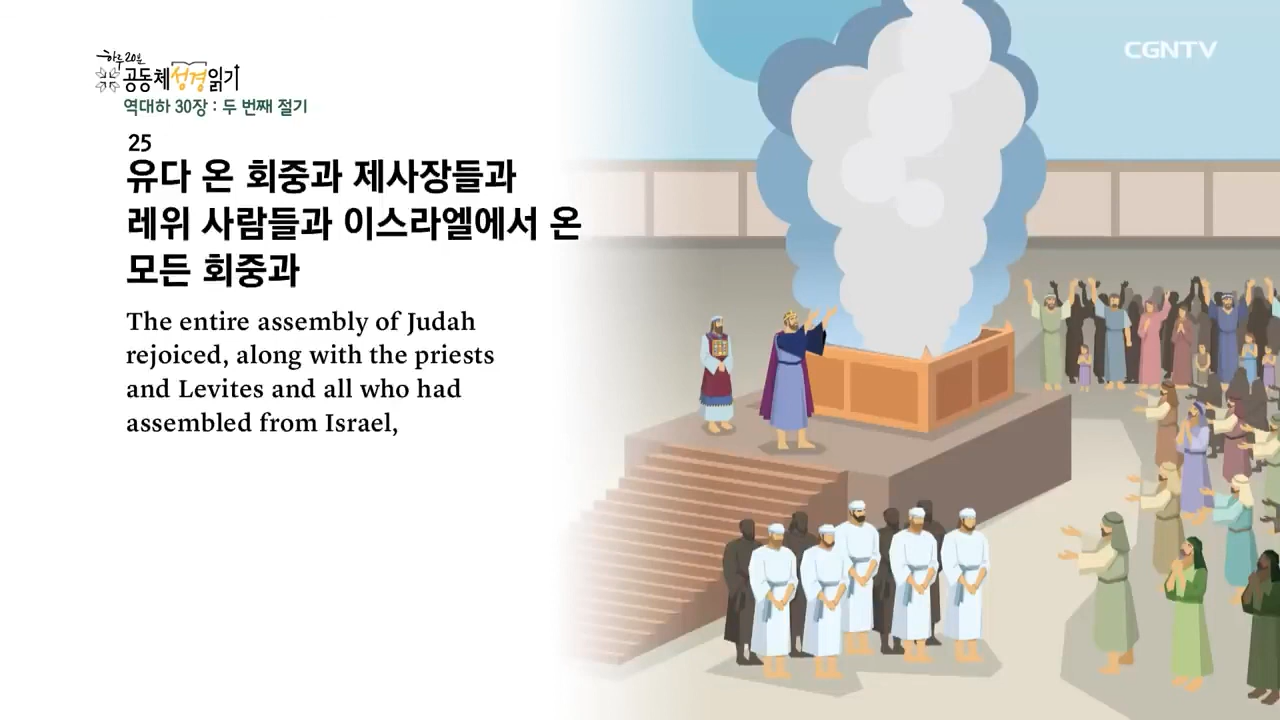 하루 20분
공동체성경읽기
CGNTV
역대하 30장 : 두 번째 절기
25
유다 온 회중과 제사장들과
레위 사람들과 이스라엘에서 온
모든 회중과
The entire assembly of Judah
rejoiced, along with the priests
and Levites and all who had
assembled from Israel,